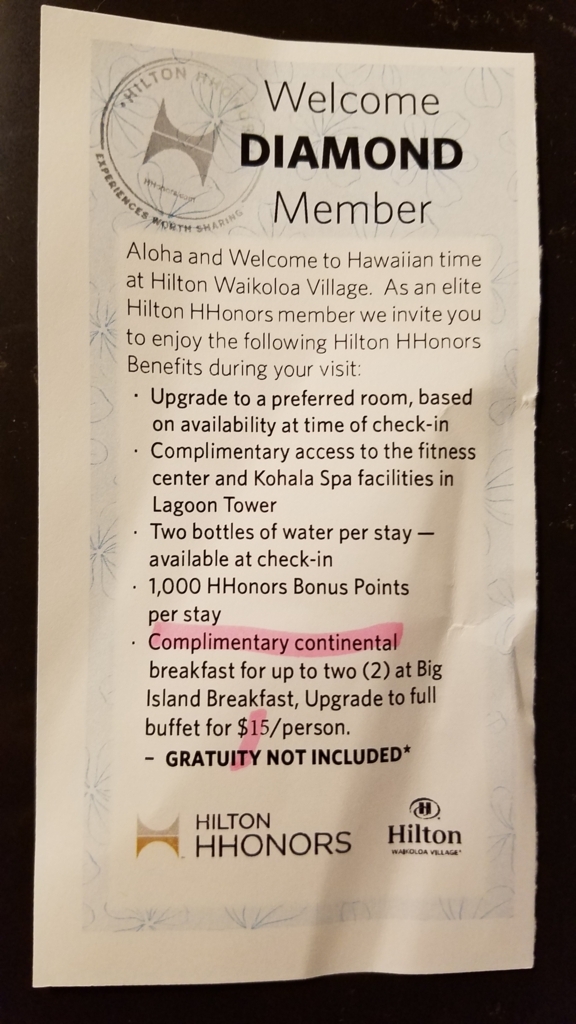 HILTON HHONORS
EXPERIENCES WORTH SHARING
Welcome
DIAMOND
Member
Aloha and Welcome to Hawaiian time
at Hilton Waikoloa Village. As an elite
Hilton HHonors member we invite you
to enjoy the following Hilton HHonors
Benefits during your visit:
· Upgrade to a preferred room, based
on availability at time of check-in
· Complimentary access to the fitness
center and Kohala Spa facilities in
Lagoon Tower
· Two bottles of water per stay —
available at check-in
· 1,000 HHonors Bonus Points
per stay
· Complimentary continental
breakfast for up to two (2) at Big
Island Breakfast, Upgrade to full
buffet for $15/person.
– GRATUITY NOT INCLUDED*
HILTON
HHONORS
H
Hilton
WAIKOLOA VILLAGE